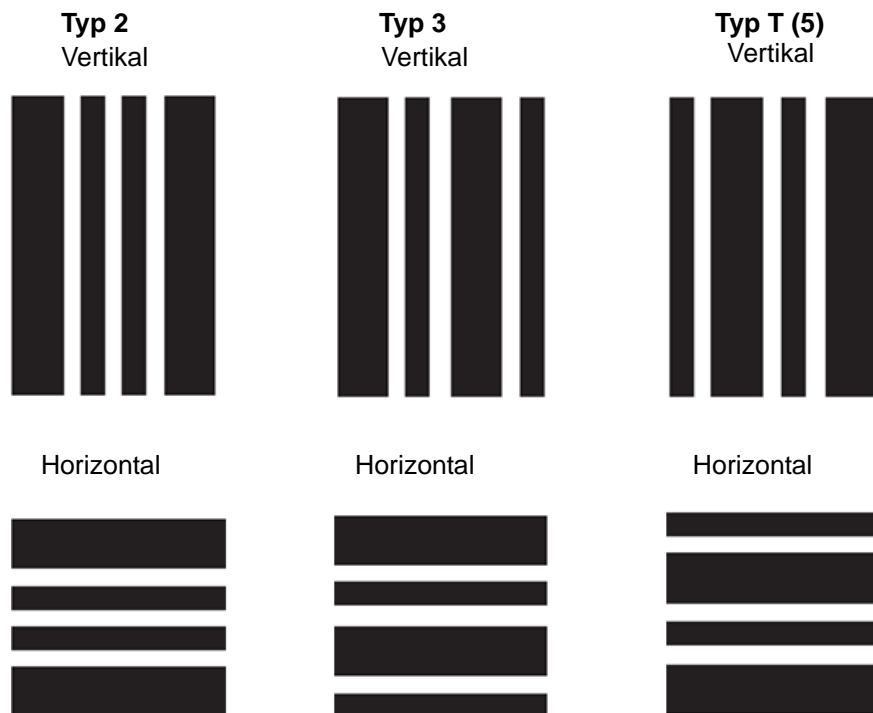 Typ 2
Vertikal
Typ 3
Vertikal
Typ T (5)
Vertikal
Horizontal
Horizontal
Horizontal